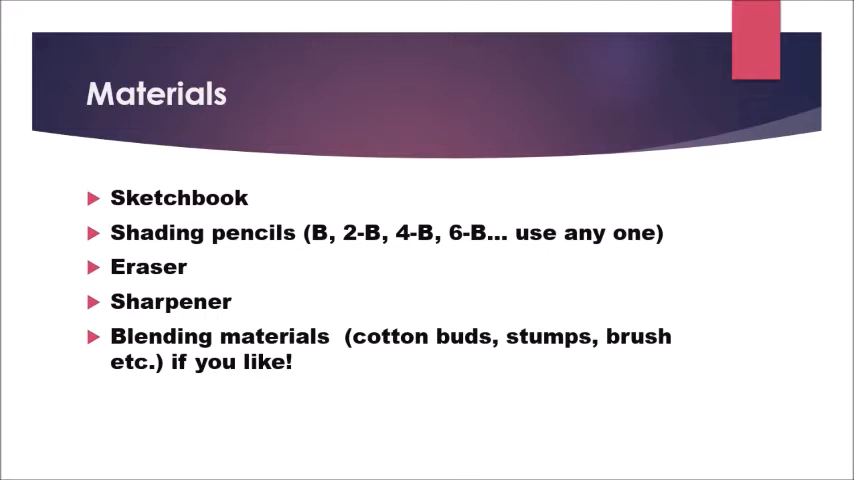 Materials
Sketchbook
Shading pencils (B, 2-B, 4-B, 6-B... use any one)
Eraser
Sharpener
Blending materials  (cotton buds, stumps, brush
etc.) if you like!